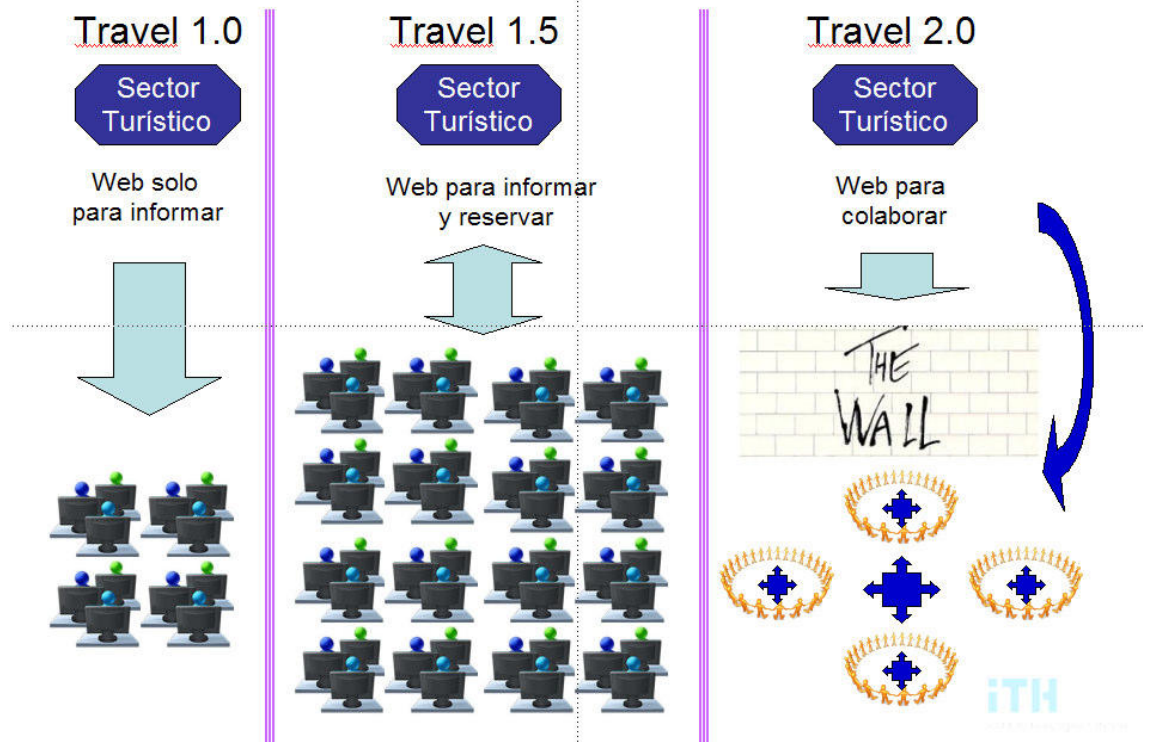 Travel 1.0
Sector
Turístico
Web solo
para informar
Travel 1.5
Sector
Turístico
Web para informar
y reservar
Travel 2.0
Sector
Turístico
Web para
colaborar
THE
WALL
iTH